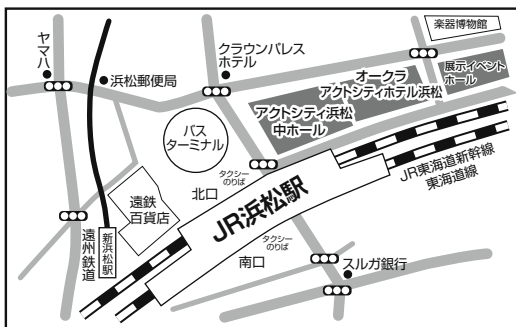 楽器博物館
ヤマハ
浜松郵便局
クラウンパレス
ホテル
オークラ
アクトシティホテル浜松
展示イベント
ホール
アクトシティ浜松
中ホール
バス
ターミナル
タクシー
のりば
北口
JR東海道新幹線
東海道線
遠鉄
百貨店
JR浜松駅
遠州鉄道
新浜松駅
タクシー
のりば
南口
スルガ銀行